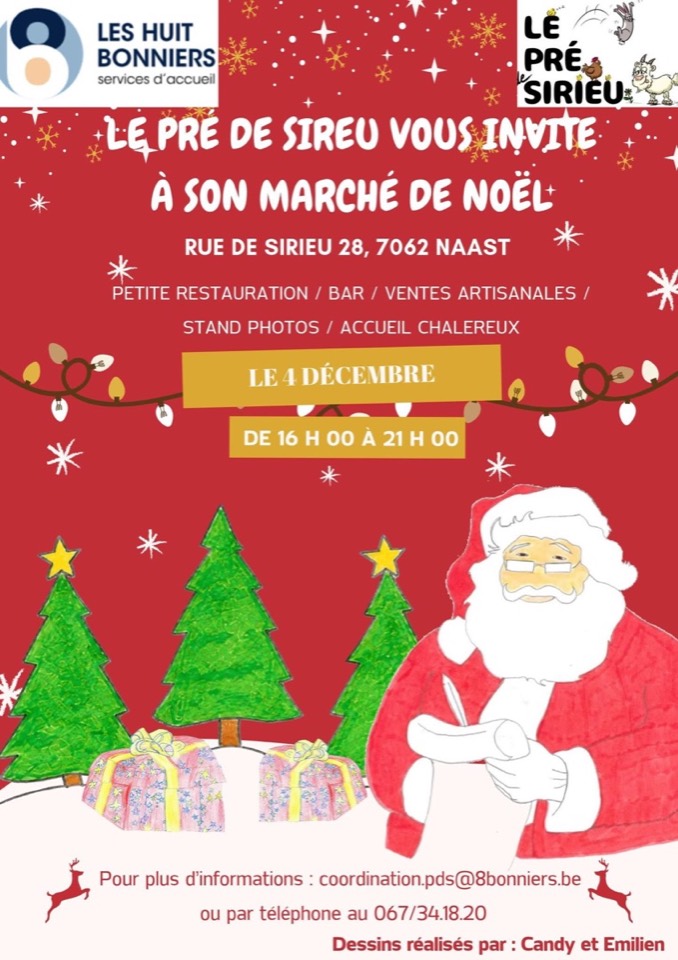 LES HUIT
BONNIERS
services d'accueil
LE
PRÉ
de
SIRIEU
LE PRÉ DE SIREU VOUS INVITE
À SON MARCHÉ DE NOËL
RUE DE SIRIEU 28, 7062 NAAST
PETITE RESTAURATION / BAR / VENTES ARTISANALES /
STAND PHOTOS / ACCUEIL CHALEREUX
LE 4 DÉCEMBRE
DE 16 H 00 À 21 H 00
Pour plus d'informations : coordination.pds@8bonniers.be
ou par téléphone au 067/34.18.20
Dessins réalisés par : Candy et Emilien